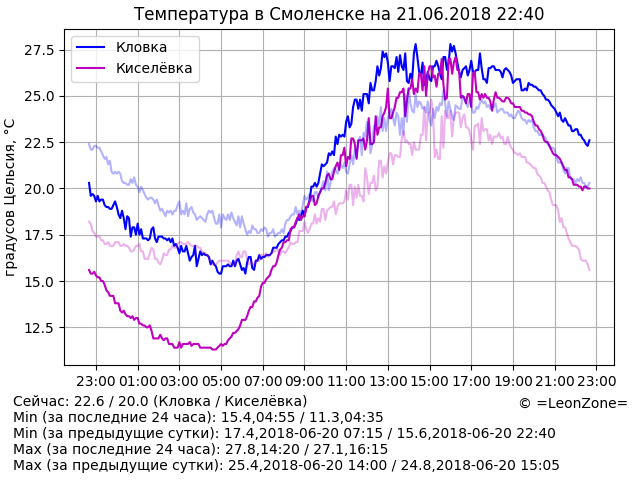 Температура в Смоленске на 21.06.2018 22:40
27.5
25.0
22.5
20.0
17.5
15.0
12.5
градусов Цельсия, °C
Кловка
Киселёвка
23:00 01:00 03:00 05:00 07:00 09:00 11:00 13:00 15:00 17:00 19:00 21:00 23:00
Сейчас: 22.6 / 20.0 (Кловка / Киселёвка)
© =LeonZone=
Min (за последние 24 часа): 15.4,04:55 / 11.3,04:35
Min (за предыдущие сутки): 17.4,2018-06-20 07:15 / 15.6,2018-06-20 22:40
Max (за последние 24 часа): 27.8,14:20 / 27.1,16:15
Max (за предыдущие сутки): 25.4,2018-06-20 14:00 / 24.8,2018-06-20 15:05